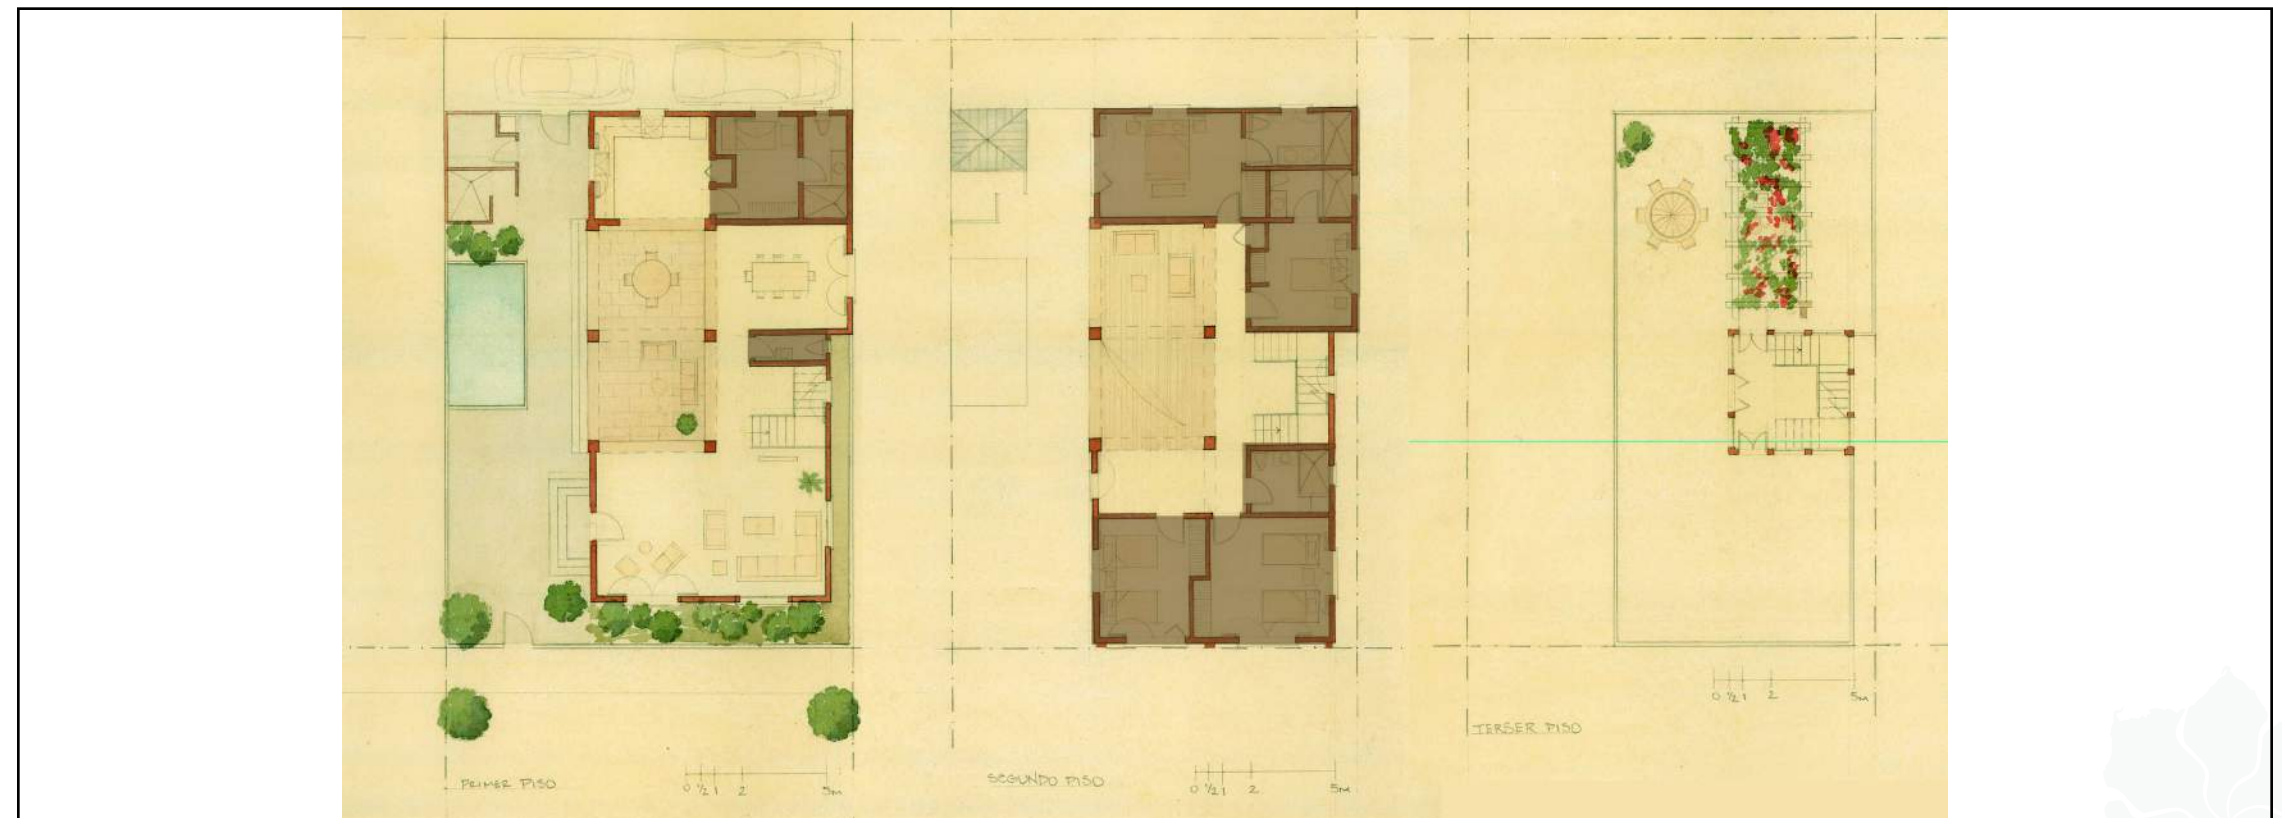 PRIMER PISO
0 ½ 1 2 5m
SEGUNDO PISO
0 ½ 1 2 5m
TERSER PISO
0 ½ 1 2 5m